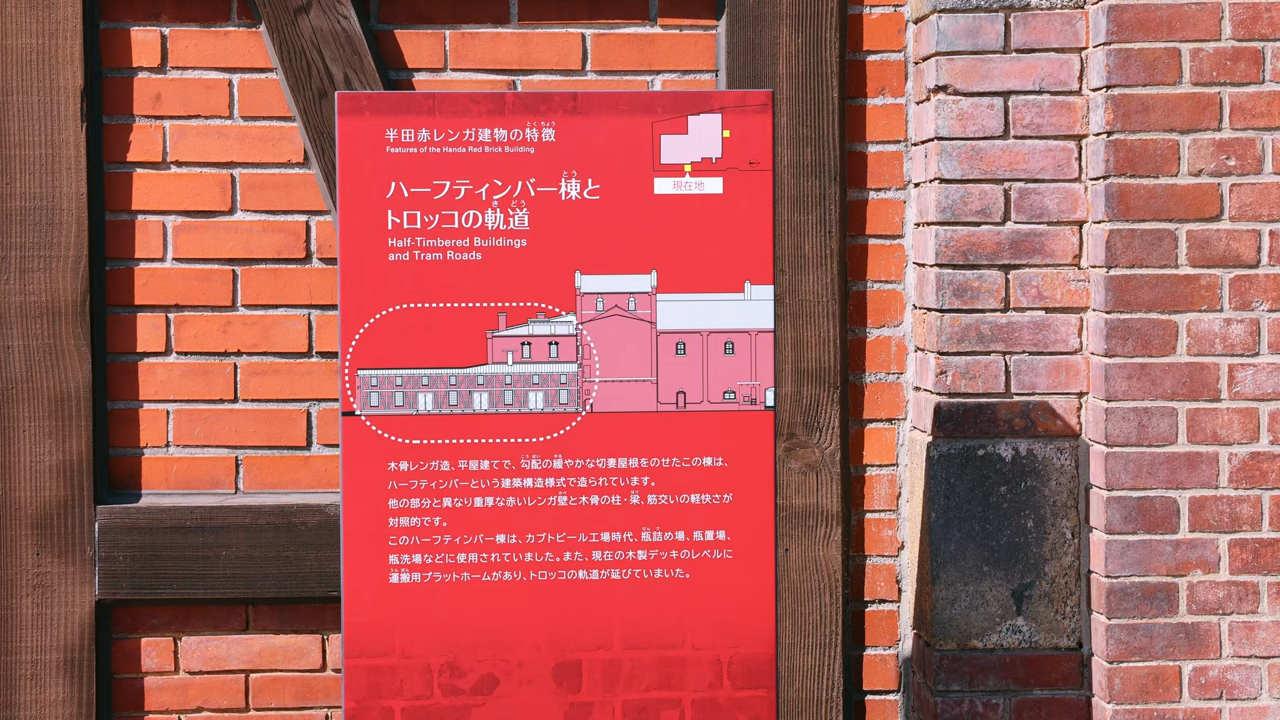 半田赤レンガ建物の特徴
Features of the Handa Red Brick Building
ハーフティンバー棟と
トロッコの軌道
Half-Timbered Buildings
and Tram Roads
現在地
木骨レンガ造、平屋建てで、勾配の緩やかな切妻屋根をのせたこの棟は、
ハーフティンバーという建築構造様式で造られています。
他の部分と異なり重厚な赤いレンガ壁と木骨の柱・梁、筋交いの軽快さが
対照的です。
このハーフティンバー棟は、カブトビール工場時代、瓶詰め場、瓶置場、
瓶洗場などに使用されていました。また、現在の木製デッキのレベルに
運搬用プラットホームがあり、トロッコの軌道が延びていまいた。